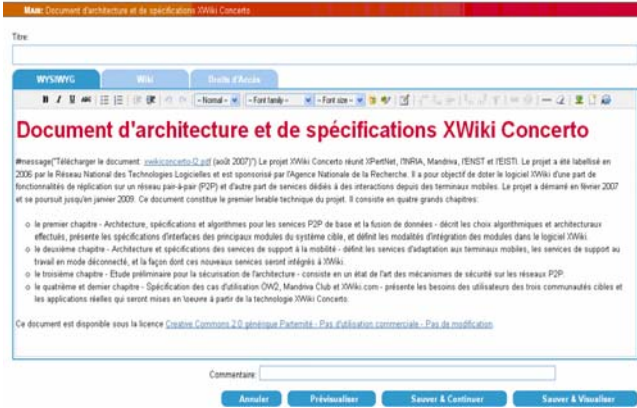 MAIN: Document d'architecture et de spécifications XWiki Concerto
Titre:
WYSIWYG Wiki Droits d'Accès
B I U ABC – Normal – – Font family – – Font size –
Document d'architecture et de spécifications XWiki Concerto
#message("Télécharger le document: xwikiconcerto-l2.pdf (août 2007)") Le projet XWiki Concerto réunit XPertNet, l'INRIA, Mandriva, l'ENST et l'EISTI. Le projet a été labellisé en
2006 par le Réseau National des Technologies Logicielles et est sponsorisé par l'Agence Nationale de la Recherche. Il a pour objectif de doter le logiciel XWiki d'une part de
fonctionnalités de réplication sur un réseau pair-à-pair (P2P) et d'autre part de services dédiés à des interactions depuis des terminaux mobiles. Le projet a démarré en février 2007
et se poursuit jusqu'en janvier 2009. Ce document constitue le premier livrable technique du projet. Il consiste en quatre grands chapitres:
o le premier chapitre - Architecture, spécifications et algorithmes pour les services P2P de base et la fusion de données - décrit les choix algorithmiques et architecturaux
effectués, présente les spécifications d'interfaces des principaux modules du système cible, et définit les modalités d'intégration des modules dans le logiciel XWiki.
o le deuxième chapitre - Architecture et spécifications des services de support à la mobilité - définit les services d'adaptation aux terminaux mobiles, les services de support au
travail en mode déconnecté, et la façon dont ces nouveaux services seront intégrés à XWiki.
o le troisième chapitre - Etude préliminaire pour la sécurisation de l'architecture - consiste en un état de l'art des mécanismes de sécurité sur les réseaux P2P.
o le quatrième et dernier chapitre - Spécification des cas d'utilisation OW2, Mandriva Club et XWiki.com - présente les besoins des utilisateurs des trois communautés cibles et
les applications réelles qui seront mises en \oeuvre à partir de la technologie XWiki Concerto.
Ce document est disponible sous la licence Creative Commons 2.0 générique Paternité - Pas d'utilisation commerciale - Pas de modification.
Commentaire:
Annuler Prévisualiser Sauver & Continuer Sauver & Visualiser